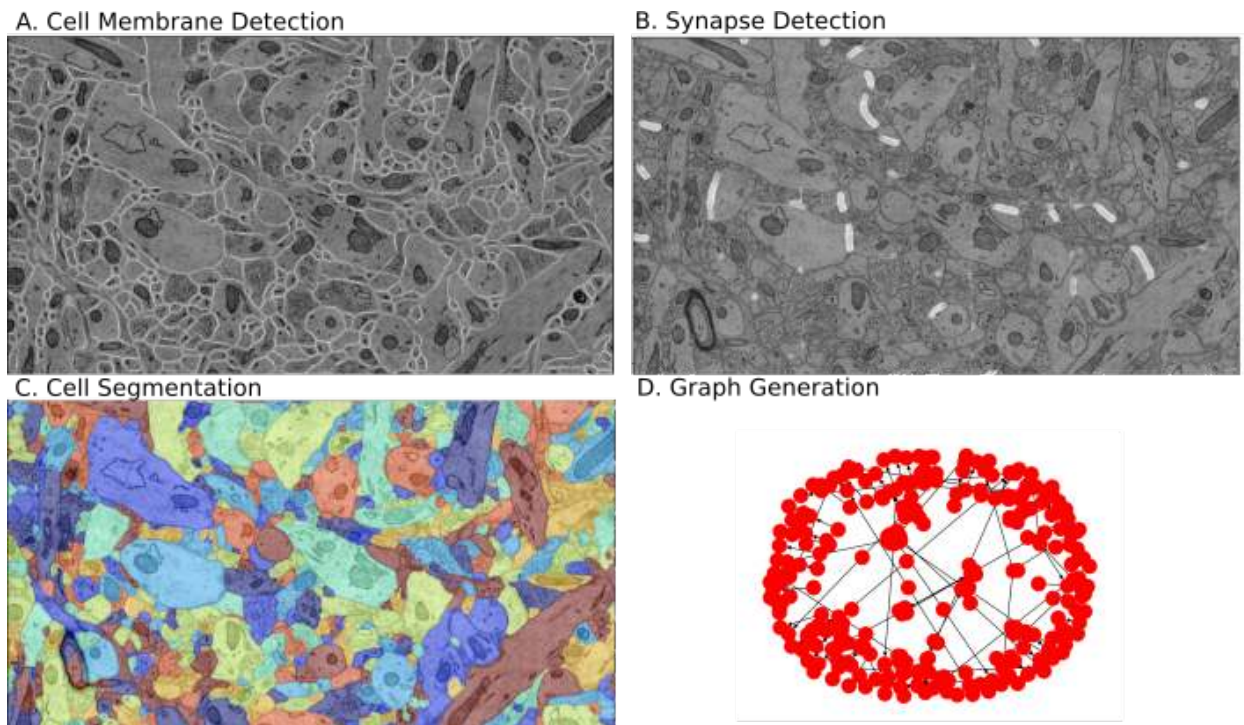 A. Cell Membrane Detection
B. Synapse Detection
C. Cell Segmentation
D. Graph Generation